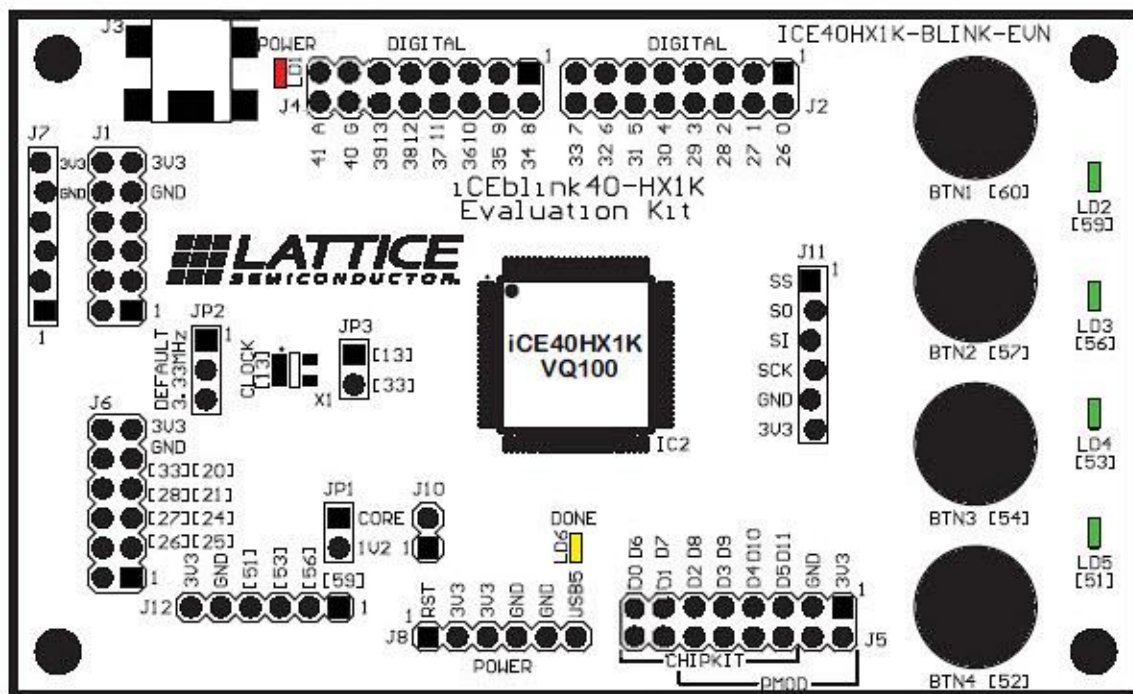 J3
POWER
LD1
DIGITAL
1
J4
41 A
40 G
39 13
38 12
37 11
36 10
35 9
34 8
DIGITAL
1
J2
33 7
32 6
31 5
30 4
29 3
28 2
27 1
26 0
ICE40HX1K-BLINK-EVN
iCEblink40-HX1K
Evaluation Kit
J7
J1
3V3
3V3
GND
GND
1
1
LATTICE
SEMICONDUCTOR.
BTN1 [60]
LD2
[59]
JP2
1
DEFAULT
3.33MHz
CLOCK
[13]
X1
JP3
[13]
[33]
iCE40HX1K
VQ100
IC2
J11
1
SS
SO
SI
SCK
GND
3V3
BTN2 [57]
LD3
[56]
J6
3V3
GND
[33][20]
[28][21]
[27][24]
[26][25]
1
JP1
CORE
1V2
J10
1
DONE
LD6
BTN3 [54]
LD4
[53]
J12
3V3
GND
[51]
[53]
[56]
[59]
1
J8
1
RST
3V3
3V3
GND
GND
USB5
POWER
D0 D6
D1 D7
D2 D8
D3 D9
D4 D10
D5 D11
GND
3V3
1
J5
CHIPKIT
PMOD
LD5
[51]
BTN4 [52]